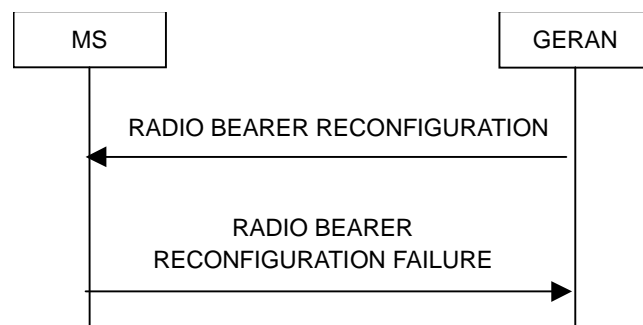 MS
GERAN
RADIO BEARER RECONFIGURATION
RADIO BEARER
RECONFIGURATION FAILURE